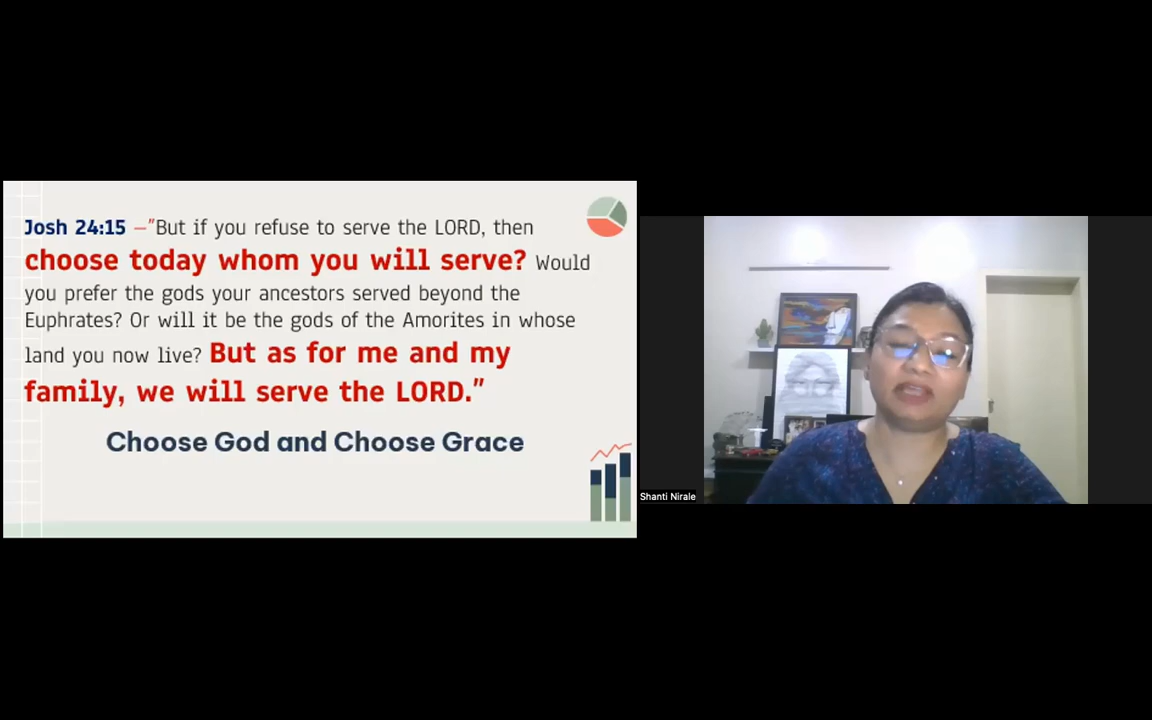 Josh 24:15 –"But if you refuse to serve the LORD, then
choose today whom you will serve? Would
you prefer the gods your ancestors served beyond the
Euphrates? Or will it be the gods of the Amorites in whose
land you now live? But as for me and my
family, we will serve the LORD."
Choose God and Choose Grace
Shanti Nirale